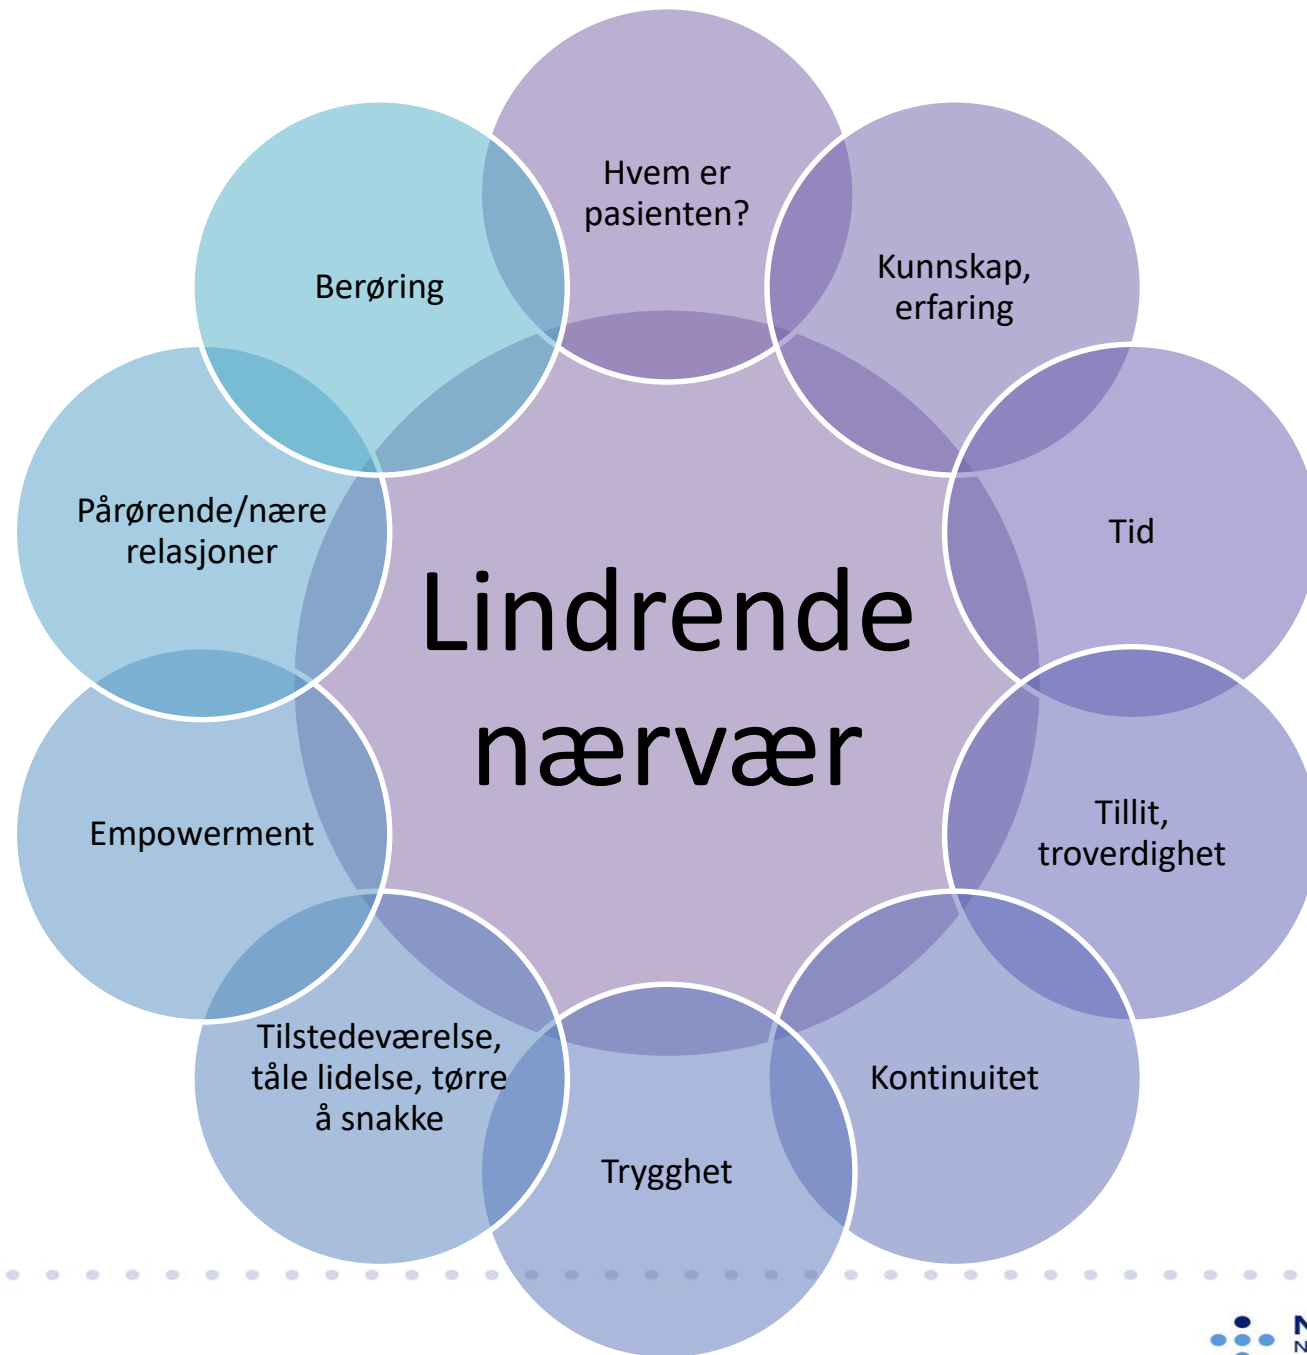 Hvem er
pasienten?
Kunnskap,
erfaring
Tid
Tillit,
troverdighet
Kontinuitet
Trygghet
Tilstedeværelse,
tåle lidelse, tørre
å snakke
Empowerment
Pårørende/nære
relasjoner
Berøring
Lindrende
nærvær